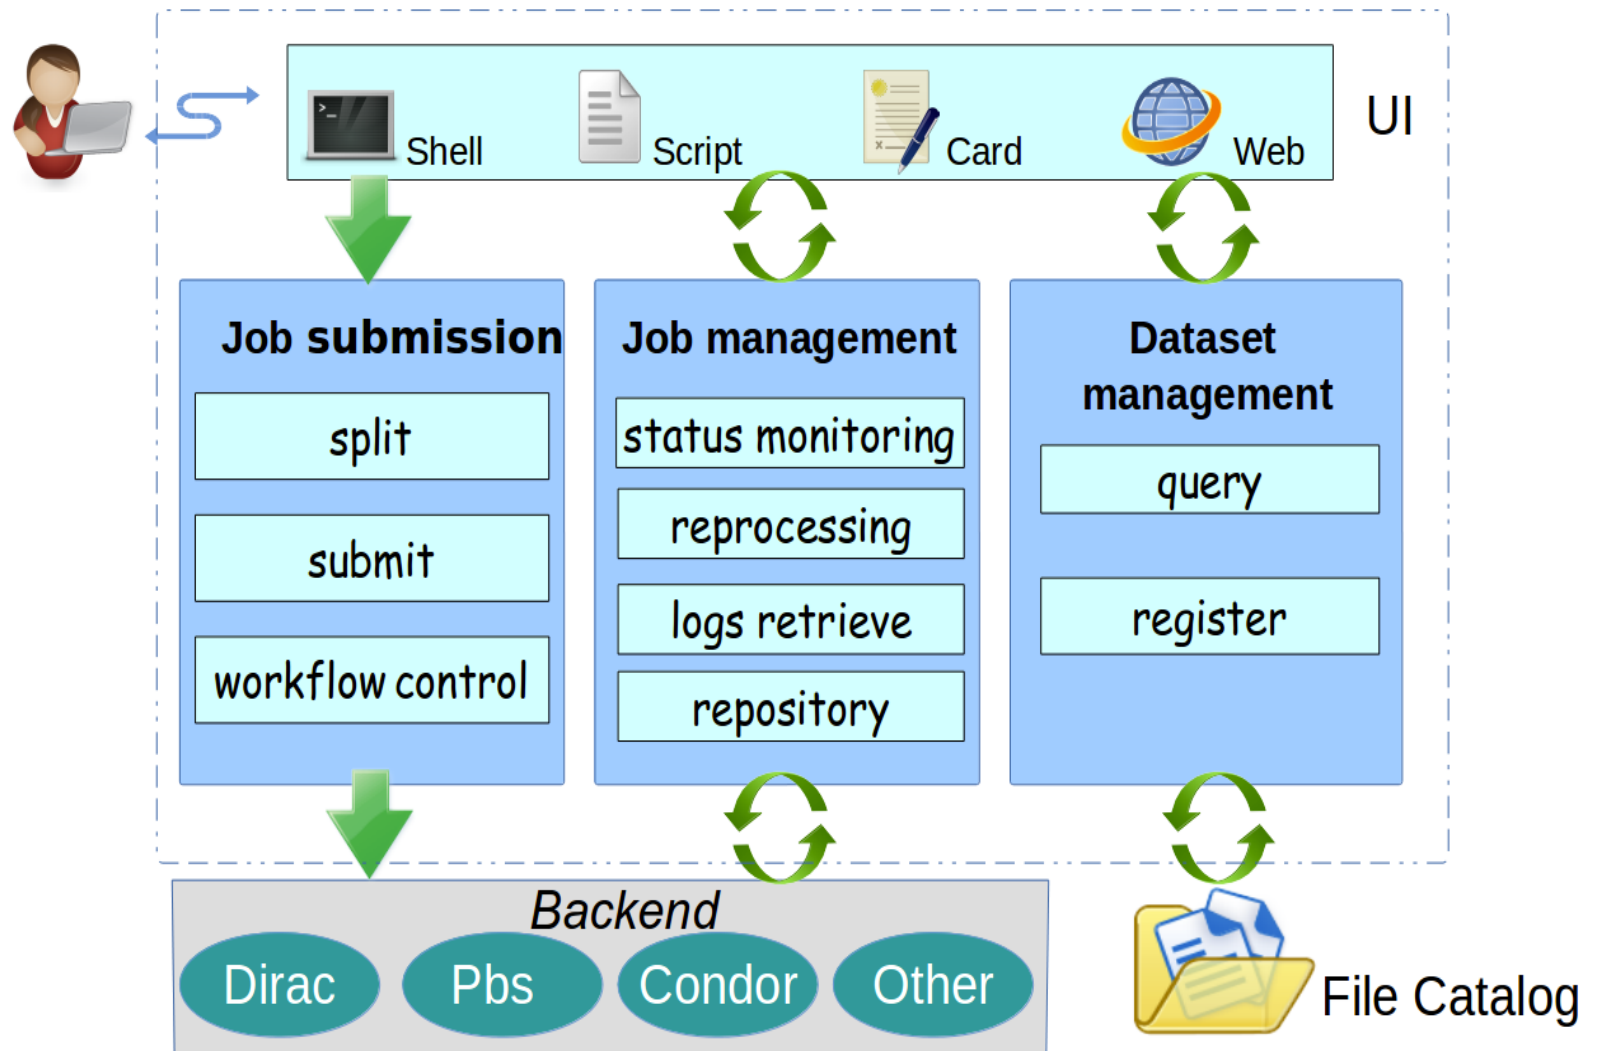 Shell
Script
Card
Web
UI
Job submission
split
submit
workflow control
Job management
status monitoring
reprocessing
logs retrieve
repository
Dataset
management
query
register
Backend
Dirac
Pbs
Condor
Other
File Catalog